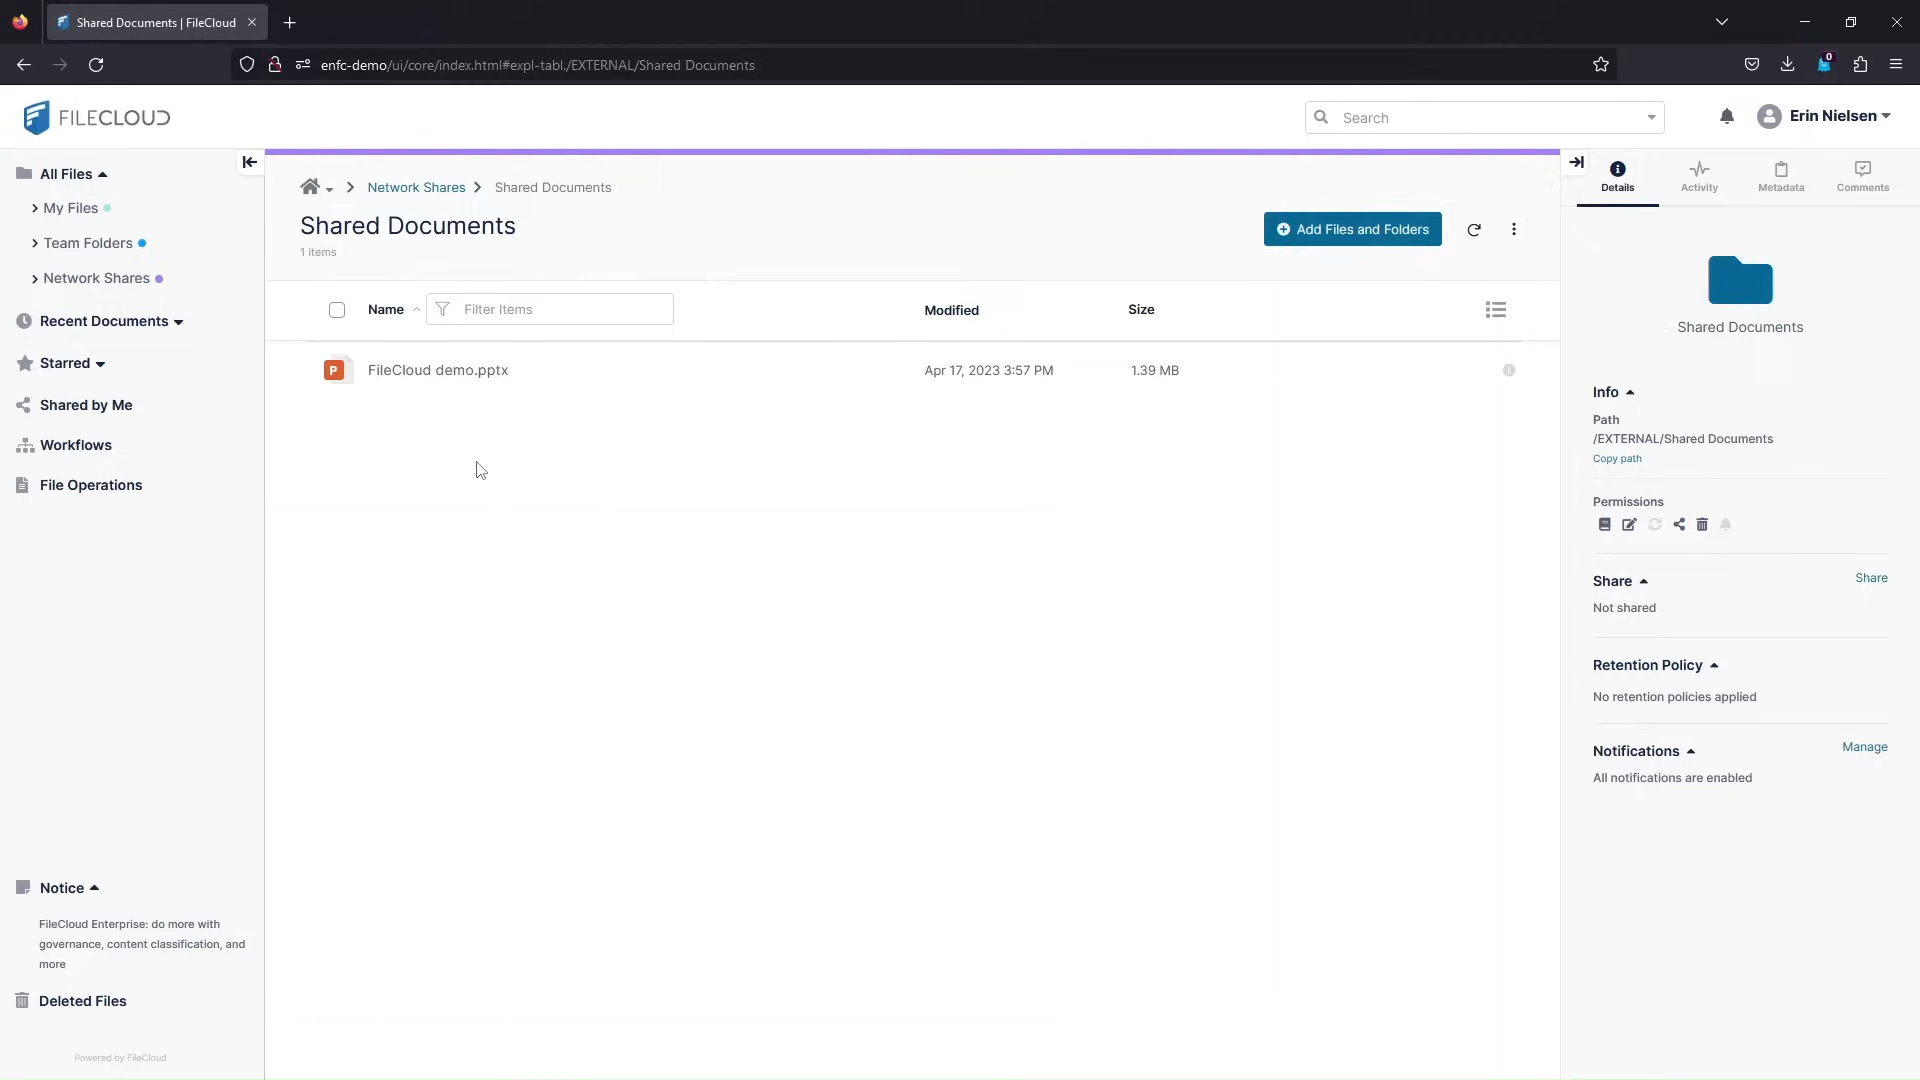 Shared Documents | FileCloud
enfc-demo/ui/core/index.html#expl-tabl./EXTERNAL/Shared Documents
0
FILECLOUD
Search
Erin Nielsen
All Files
My Files
Team Folders
Network Shares
Recent Documents
Starred
Shared by Me
Workflows
File Operations
Notice
FileCloud Enterprise: do more with
governance, content classification, and
more
Deleted Files
Powered by FileCloud
Network Shares
Shared Documents
Shared Documents
1 items
Add Files and Folders
Name
Filter Items
Modified
Size
P
FileCloud demo.pptx
Apr 17, 2023 3:57 PM
1.39 MB
Details
Activity
Metadata
Comments
Shared Documents
Info
Path
/EXTERNAL/Shared Documents
Copy path
Permissions
Share
Share
Not shared
Retention Policy
No retention policies applied
Notifications
Manage
All notifications are enabled